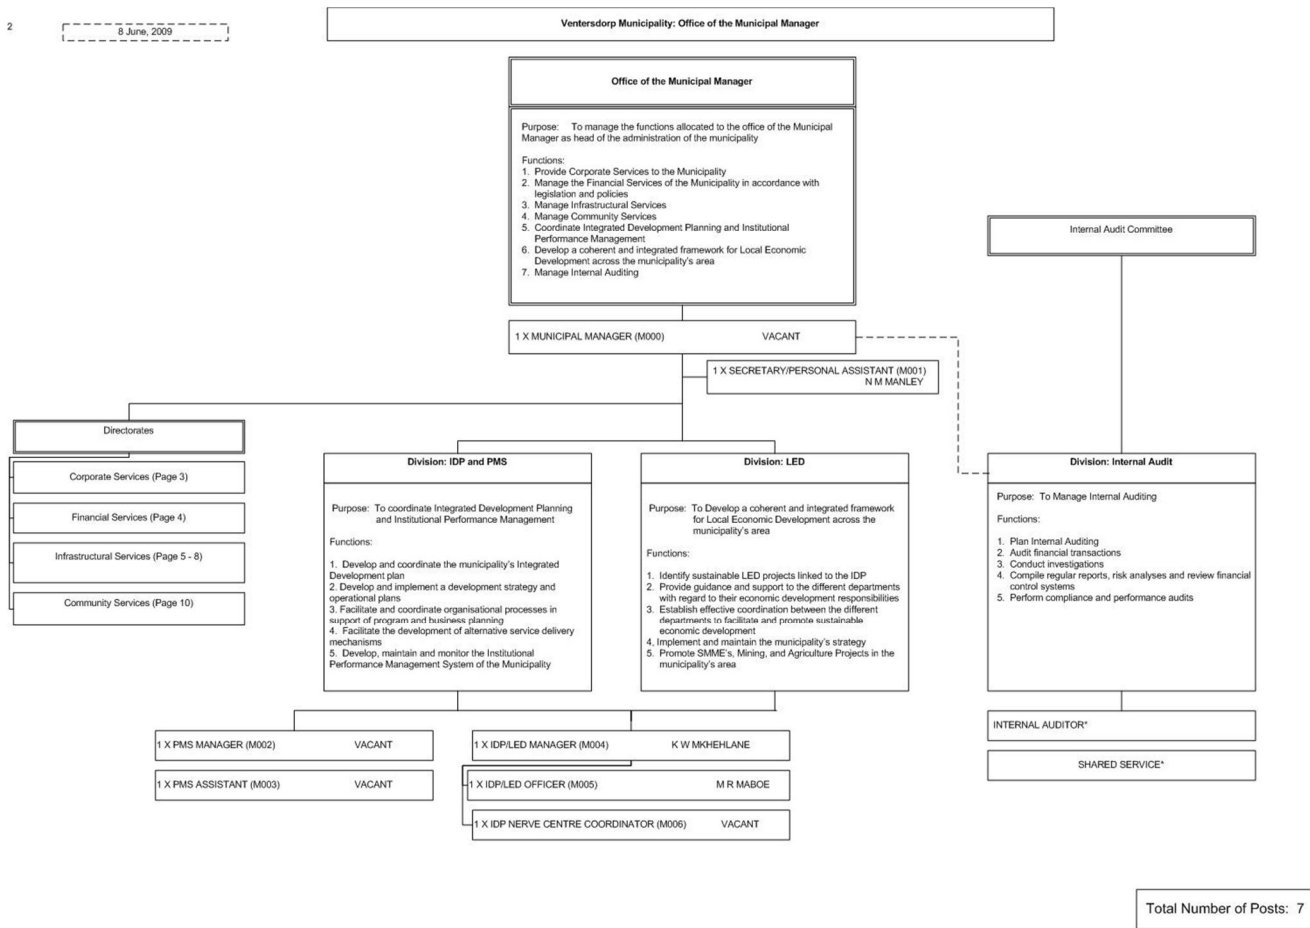 2
8 June, 2009
Ventersdorp Municipality: Office of the Municipal Manager
Office of the Municipal Manager
Purpose: To manage the functions allocated to the office of the Municipal
Manager as head of the administration of the municipality
Functions:
1. Provide Corporate Services to the Municipality
2. Manage the Financial Services of the Municipality in accordance with
legislation and policies
3. Manage Infrastructural Services
4. Manage Community Services
5. Coordinate Integrated Development Planning and Institutional
Performance Management
6. Develop a coherent and integrated framework for Local Economic
Development across the municipality's area
7. Manage Internal Auditing
Internal Audit Committee
1 X MUNICIPAL MANAGER (M000) VACANT
1 X SECRETARY/PERSONAL ASSISTANT (M001)
N M MANLEY
Directorates
Corporate Services (Page 3)
Financial Services (Page 4)
Infrastructural Services (Page 5 - 8)
Community Services (Page 10)
Division: IDP and PMS
Purpose: To coordinate Integrated Development Planning
and Institutional Performance Management
Functions:
1. Develop and coordinate the municipality's Integrated
Development plan
2. Develop and implement a development strategy and
operational plans
3. Facilitate and coordinate organisational processes in
support of program and business planning
4. Facilitate the development of alternative service delivery
mechanisms
5. Develop, maintain and monitor the Institutional
Performance Management System of the Municipality
Division: LED
Purpose: To Develop a coherent and integrated framework
for Local Economic Development across the
municipality's area
Functions:
1. Identify sustainable LED projects linked to the IDP
2. Provide guidance and support to the different departments
with regard to their economic development responsibilities
3. Establish effective coordination between the different
departments to facilitate and promote sustainable
economic development
4. Implement and maintain the municipality's strategy
5. Promote SMME's, Mining, and Agriculture Projects in the
municipality's area
Division: Internal Audit
Purpose: To Manage Internal Auditing
Functions:
1. Plan Internal Auditing
2. Audit financial transactions
3. Conduct investigations
4. Compile regular reports, risk analyses and review financial
control systems
5. Perform compliance and performance audits
1 X PMS MANAGER (M002) VACANT
1 X PMS ASSISTANT (M003) VACANT
1 X IDP/LED MANAGER (M004) K W MKHEHLANE
1 X IDP/LED OFFICER (M005) M R MABOE
1 X IDP NERVE CENTRE COORDINATOR (M006) VACANT
INTERNAL AUDITOR*
SHARED SERVICE*
Total Number of Posts: 7